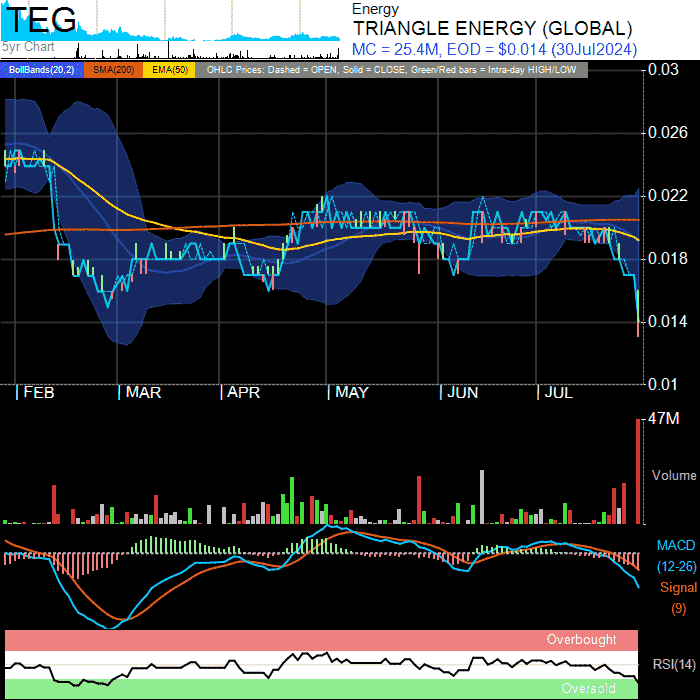 TEG
Energy
TRIANGLE ENERGY (GLOBAL)
5yr Chart
MC = 25.4M, EOD = $0.014 (30Jul2024)
BollBands(20,2) SMA(200) EMA(50) OHLC Prices: Dashed = OPEN, Solid = CLOSE, Green/Red bars = Intra-day HIGH/LOW
0.03
0.026
0.022
0.018
0.014
0.01
FEB MAR APR MAY JUN JUL
47M
Volume
MACD
(12-26)
Signal
(9)
Overbought
RSI(14)
Oversold